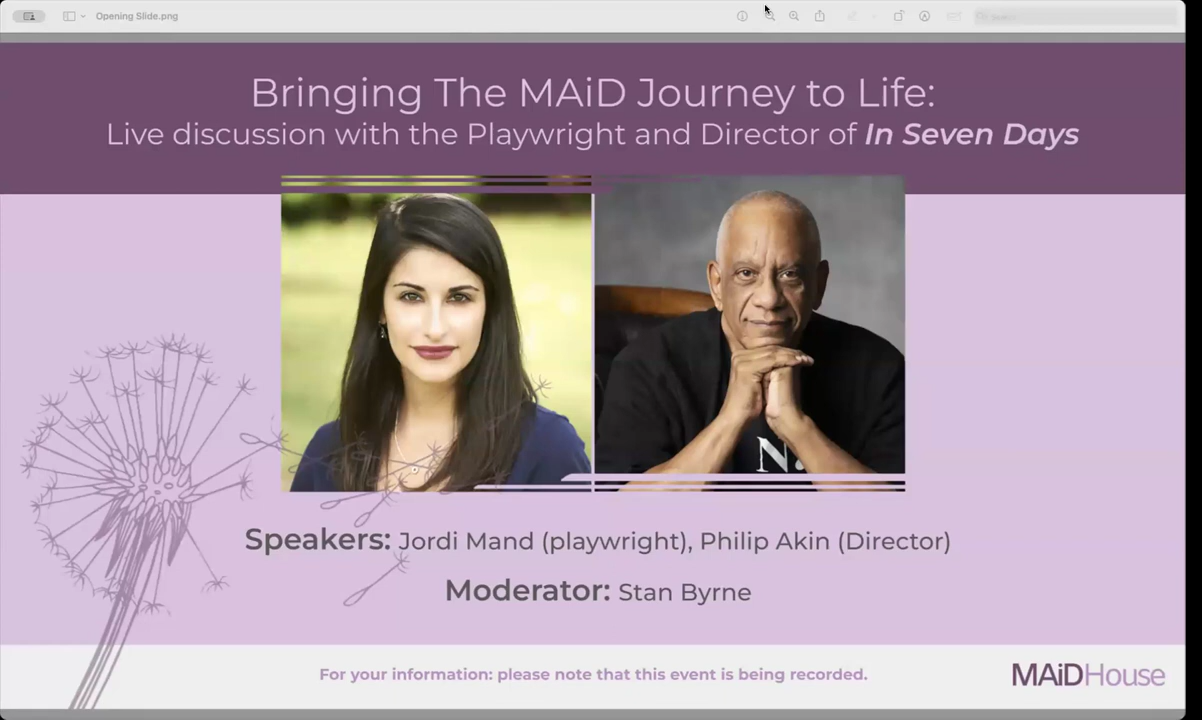 Opening Slide.png
Bringing The MAiD Journey to Life:
Live discussion with the Playwright and Director of In Seven Days
Speakers: Jordi Mand (playwright), Philip Akin (Director)
Moderator: Stan Byrne
For your information: please note that this event is being recorded.
MAiDHouse